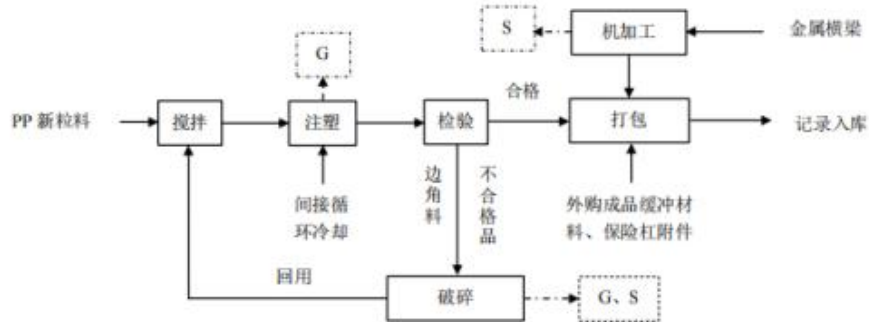 S
机加工
金属横梁
G
合格
PP 新粒料
搅拌
注塑
检验
打包
记录入库
间接循
环冷却
边角料
不合格品
外购成品缓冲材
料、保险杠附件
回用
破碎
G、S